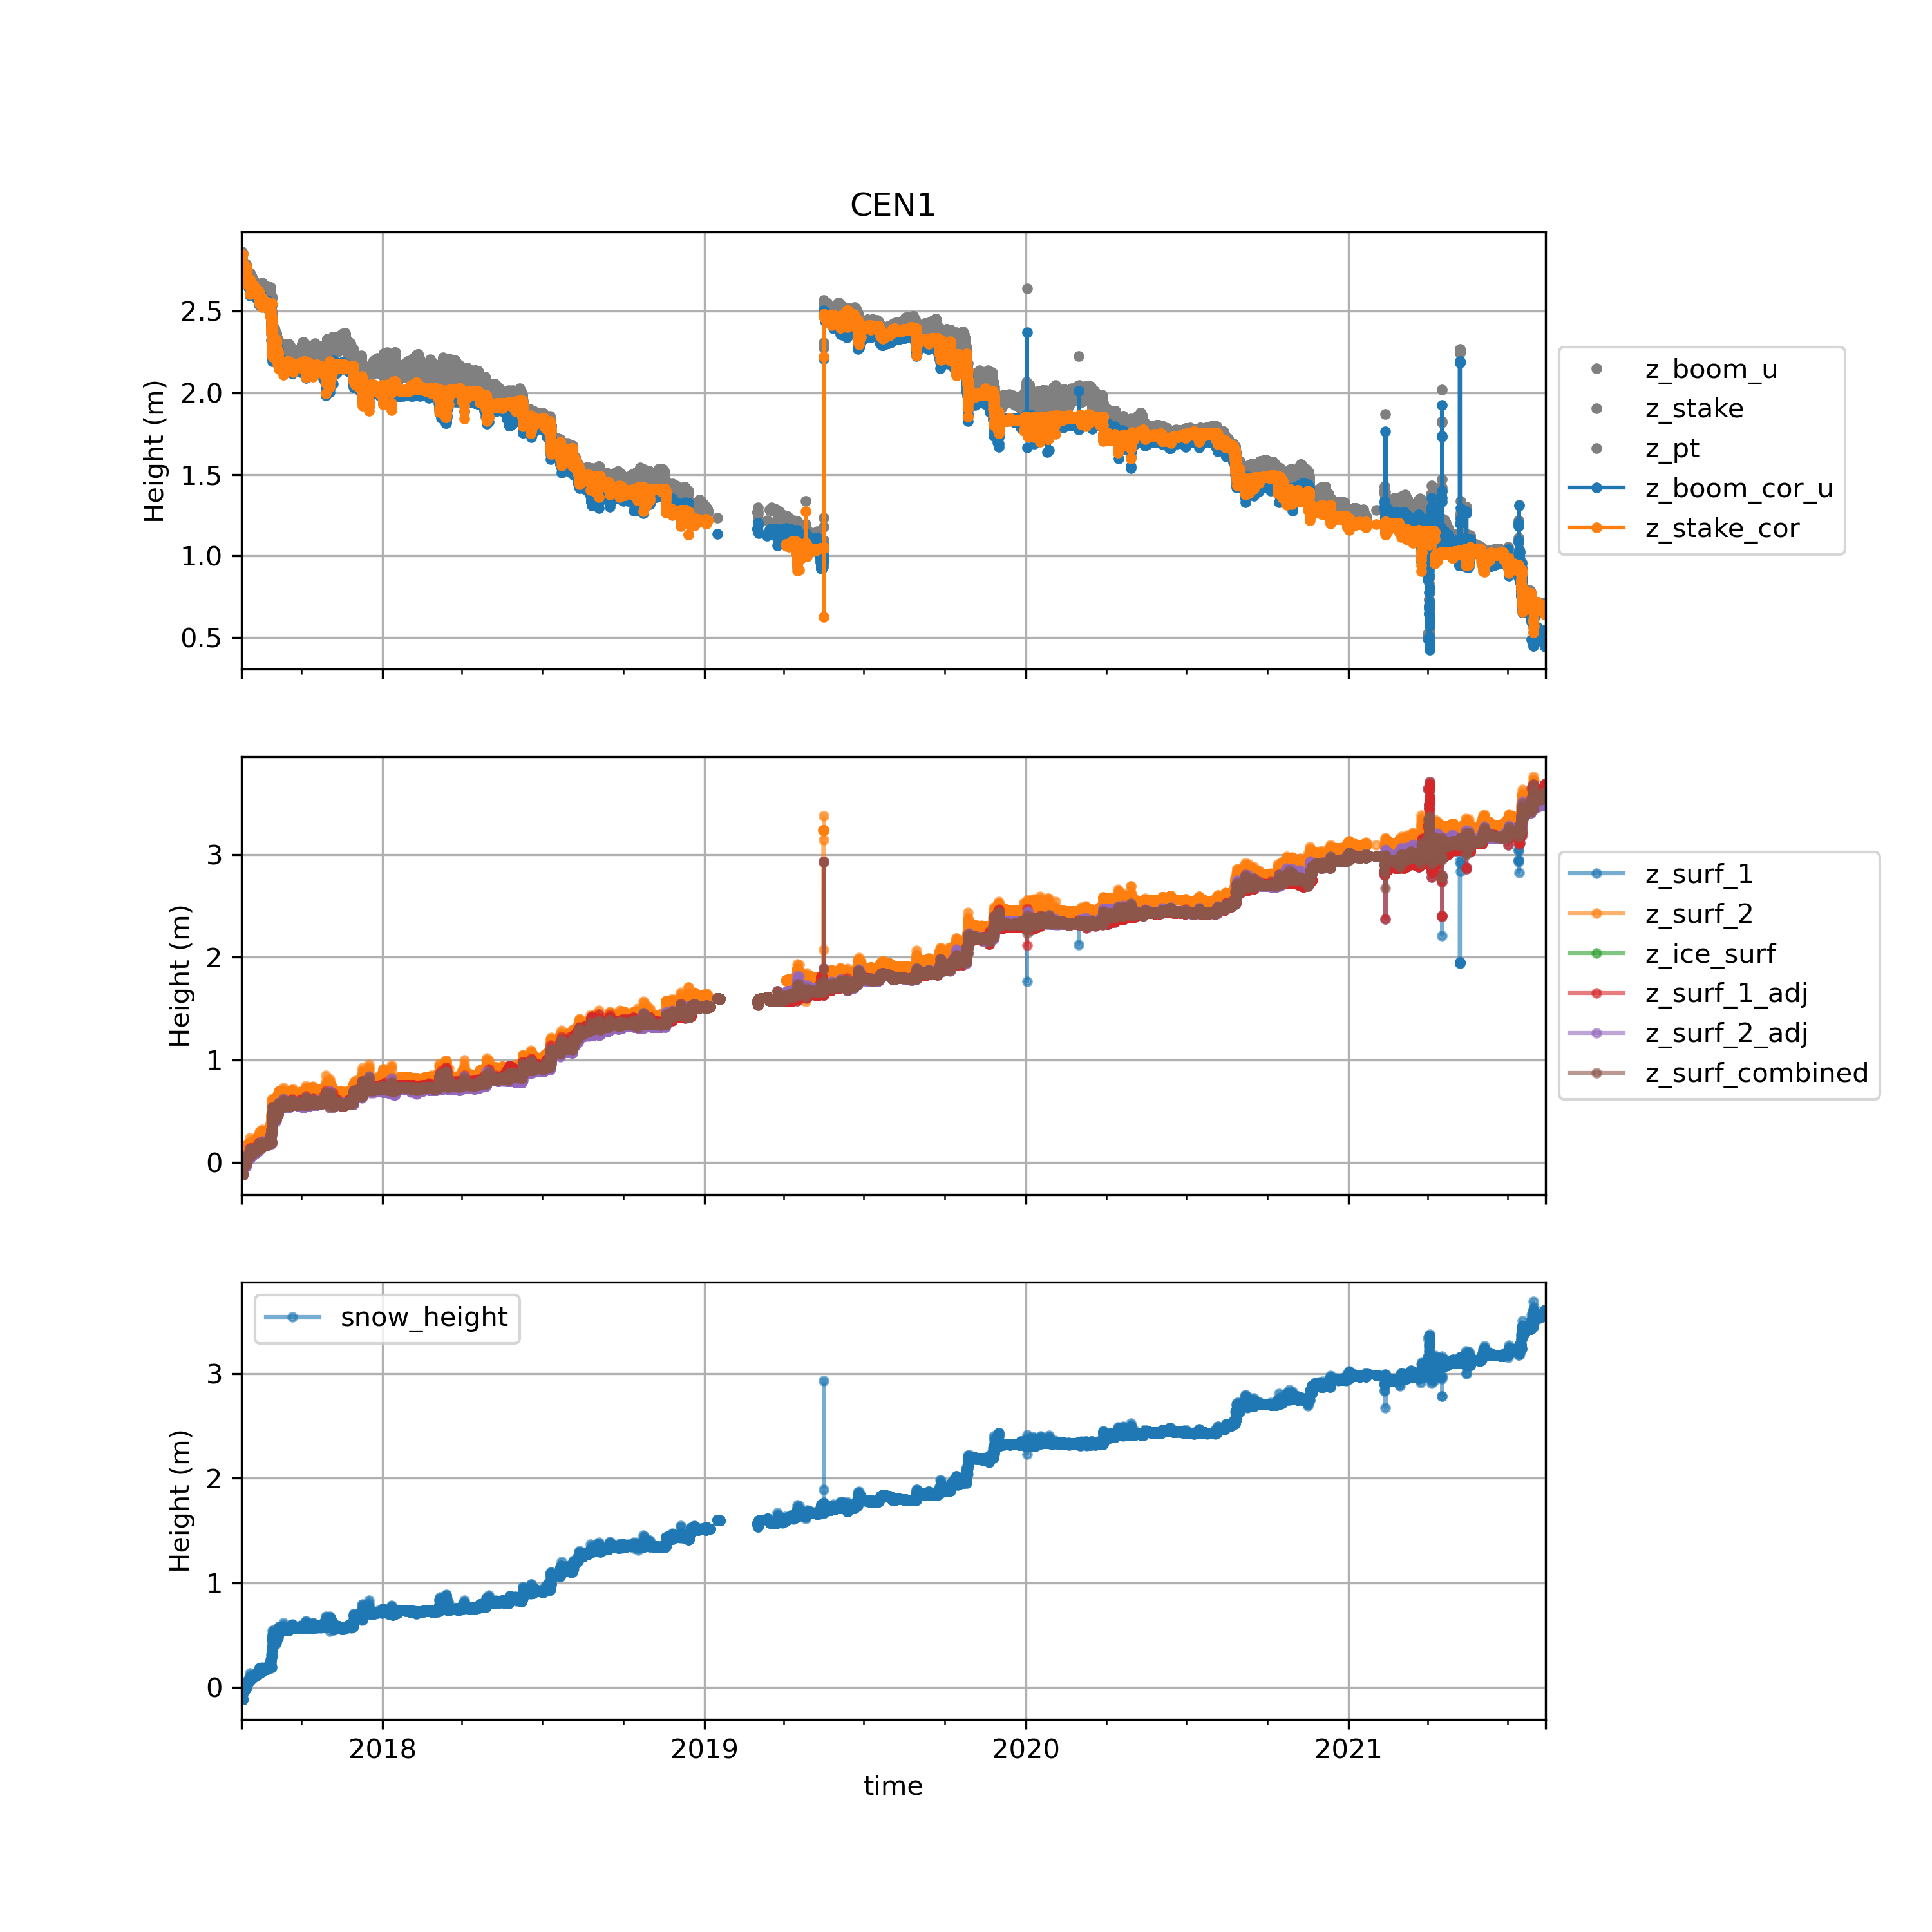 CEN1
Height (m)
2.5
2.0
1.5
1.0
0.5
z_boom_u
z_stake
z_pt
z_boom_cor_u
z_stake_cor
Height (m)
3
2
1
0
z_surf_1
z_surf_2
z_ice_surf
z_surf_1_adj
z_surf_2_adj
z_surf_combined
Height (m)
3
2
1
0
snow_height
2018 2019 2020 2021
time